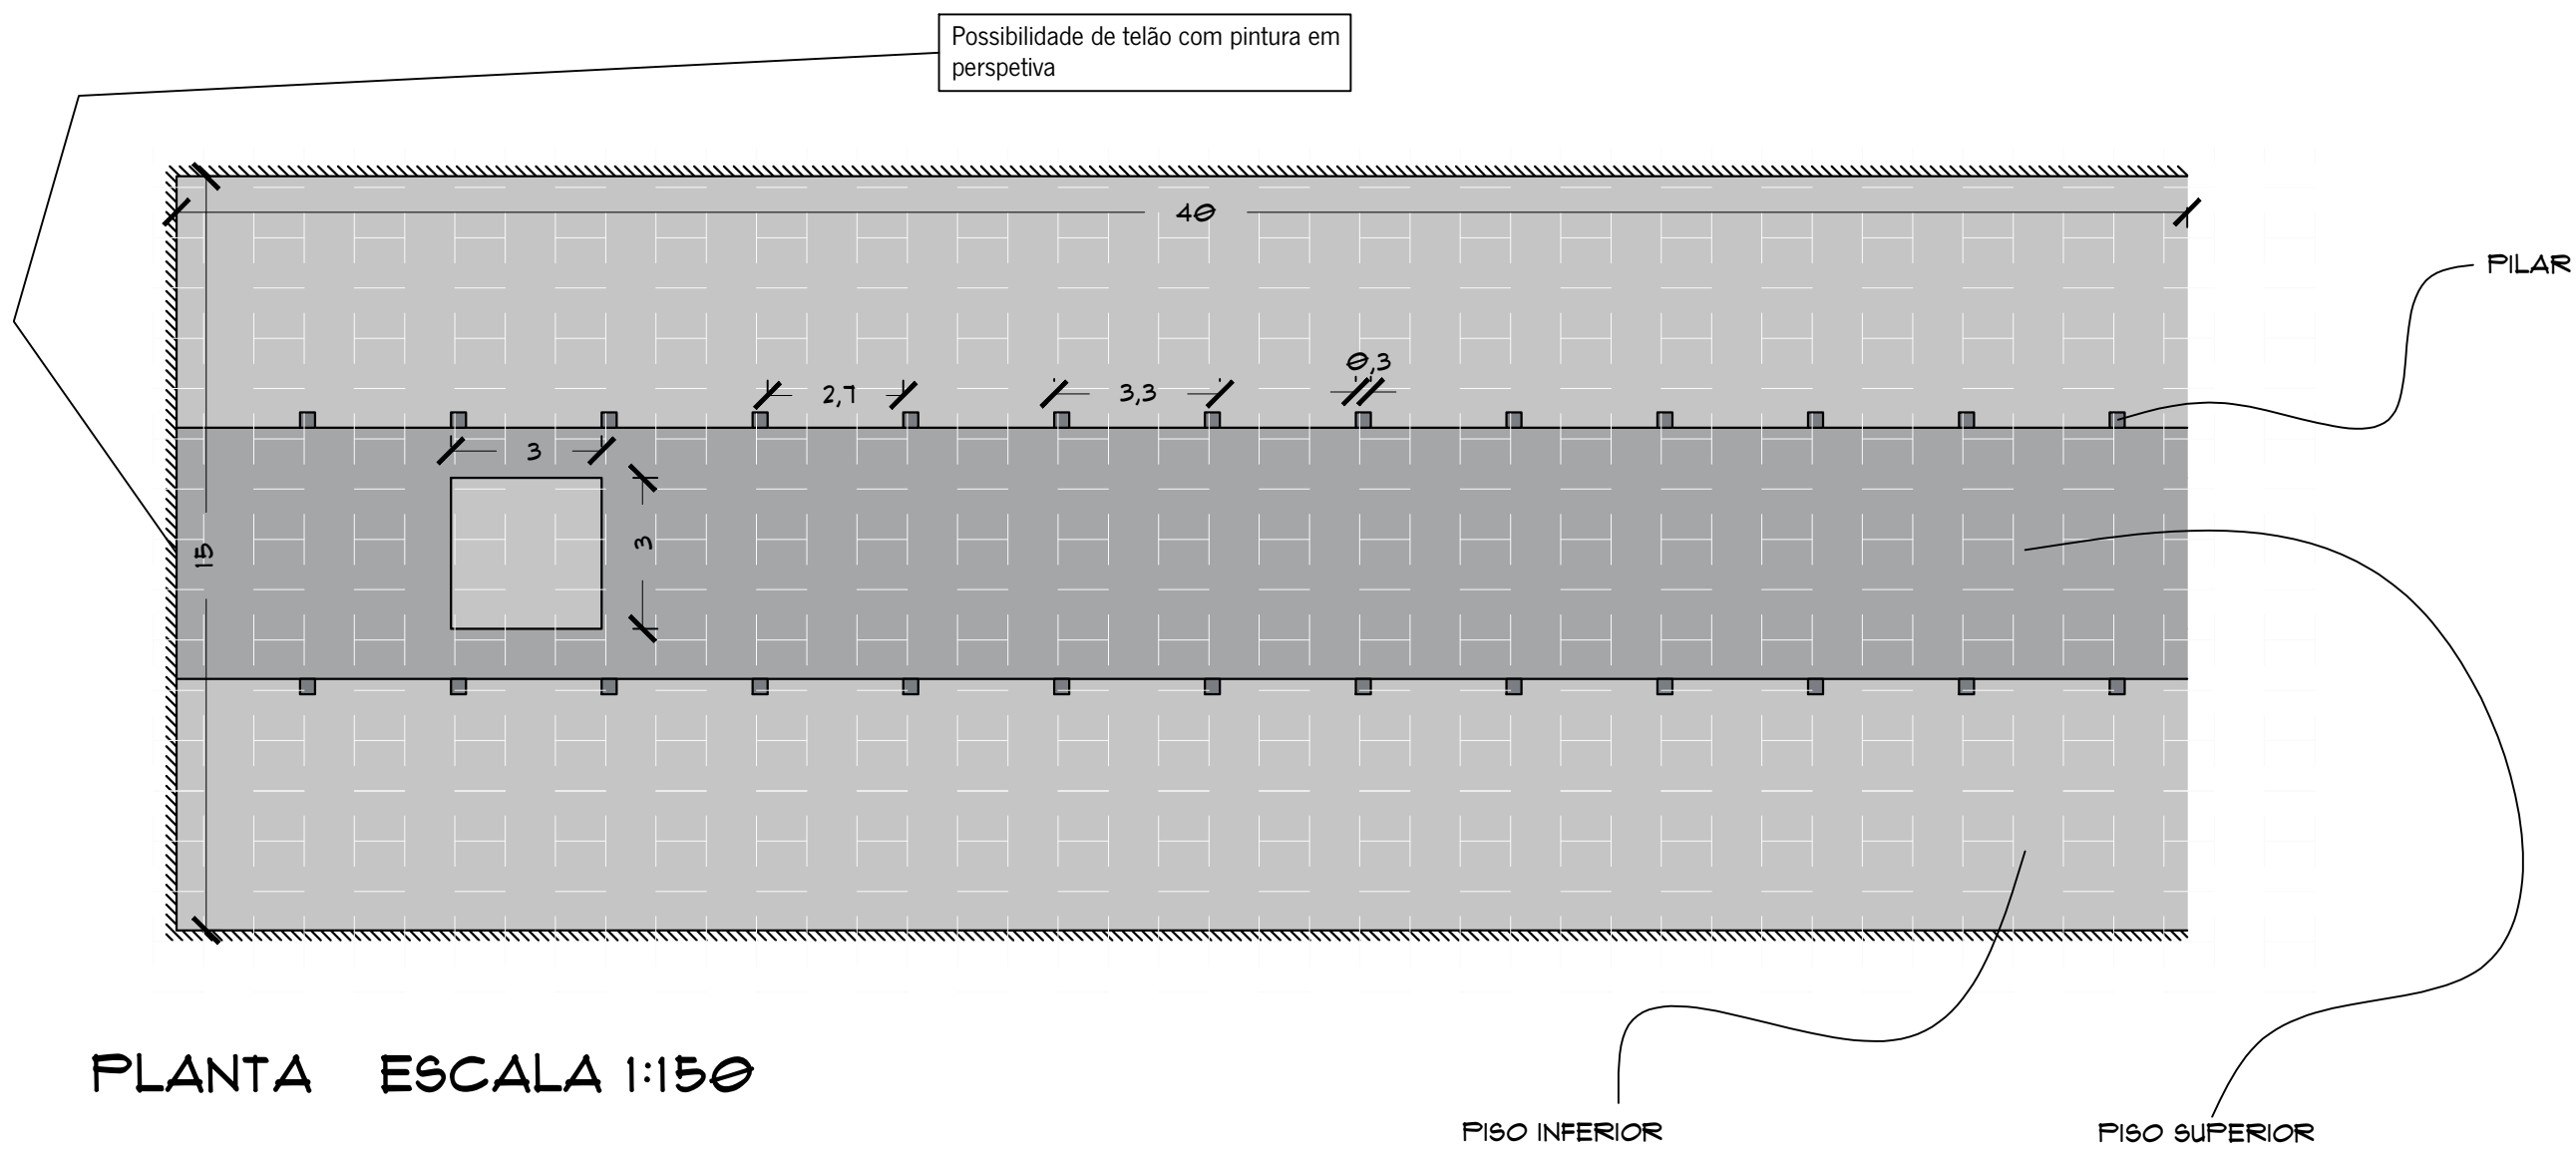 Possibilidade de telão com pintura em
perspetiva
40
PILAR
0,3
2,7
3,3
3
3
15
PLANTA ESCALA 1:150
PISO INFERIOR
PISO SUPERIOR